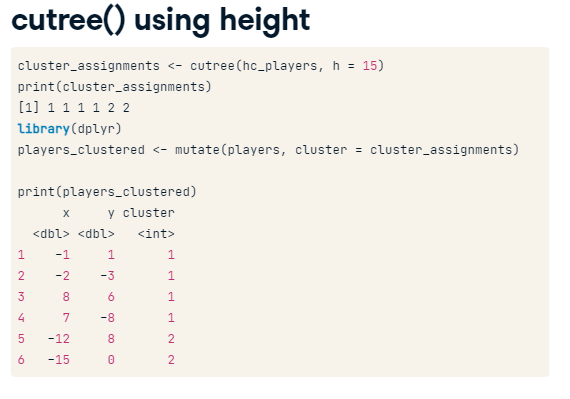 cutree() using height
cluster_assignments <- cutree(hc_players, h = 15)
print(cluster_assignments)
[1] 1 1 1 1 2 2
library(dplyr)
players_clustered <- mutate(players, cluster = cluster_assignments)
print(players_clustered)
x y cluster
<dbl> <dbl> <int>
1 -1 1 1
2 -2 -3 1
3 8 6 1
4 7 -8 1
5 -12 8 2
6 -15 0 2